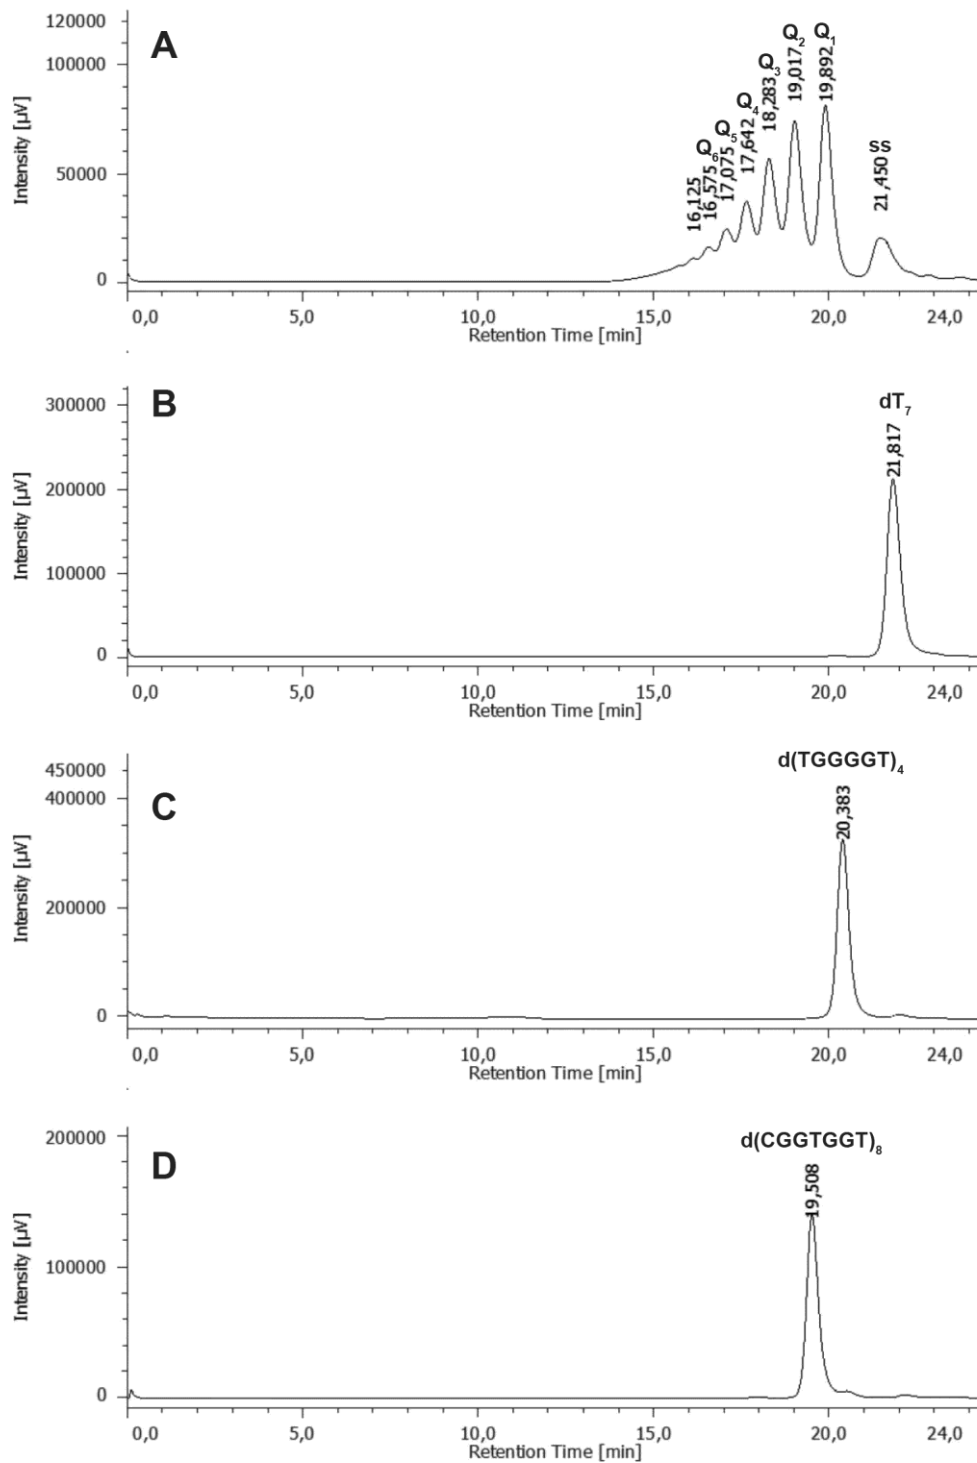 A
Intensity [µV]
120000
100000
50000
0
16,125
16,575 Q6
17,075 Q5
17,642 Q4
18,283 Q3
19,017 Q2
19,892 Q1
ss
21,450
0,0 5,0 10,0 15,0 20,0 24,0
Retention Time [min]
B
Intensity [µV]
300000
200000
100000
0
dT7
21,817
0,0 5,0 10,0 15,0 20,0 24,0
Retention Time [min]
C
Intensity [µV]
450000
400000
200000
0
d(TGGGGT)4
20,383
0,0 5,0 10,0 15,0 20,0 24,0
Retention Time [min]
D
Intensity [µV]
200000
100000
0
d(CGGTGGT)8
19,508
0,0 5,0 10,0 15,0 20,0 24,0
Retention Time [min]